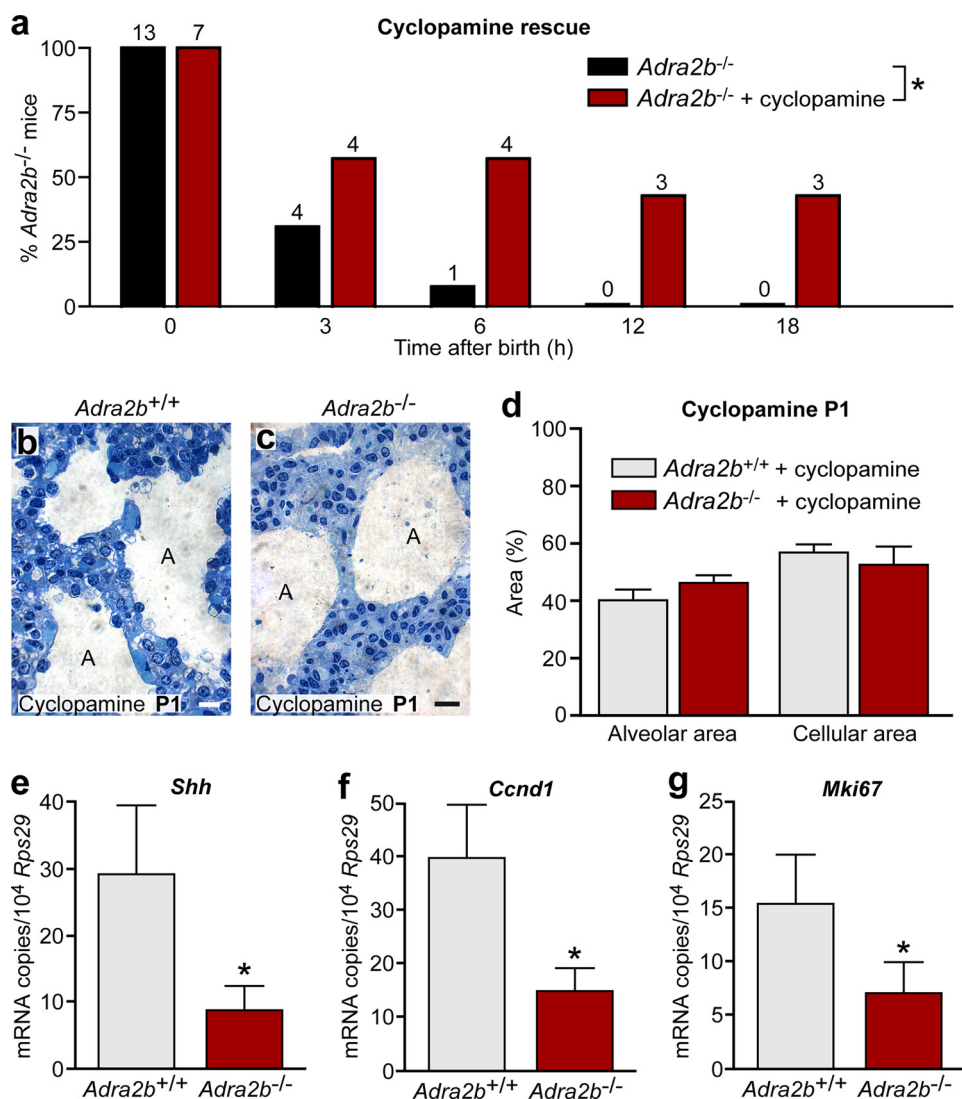 a
Cyclopamine rescue
% Adra2b-/- mice
100
75
50
25
0
13
7
4
4
1
4
0
3
0
3
Adra2b-/-
Adra2b-/- + cyclopamine
*
0 3 6 12 18
Time after birth (h)
Adra2b+/+
b
A
A
Cyclopamine P1
Adra2b-/-
c
A
A
Cyclopamine P1
d
Cyclopamine P1
Area (%)
100
80
60
40
20
0
Adra2b+/+ + cyclopamine
Adra2b-/- + cyclopamine
Alveolar area Cellular area
e
Shh
mRNA copies/10⁴ Rps29
40
30
20
10
0
*
Adra2b+/+ Adra2b-/-
f
Ccnd1
mRNA copies/10⁴ Rps29
50
40
30
20
10
0
*
Adra2b+/+ Adra2b-/-
g
Mki67
mRNA copies/10⁴ Rps29
25
20
15
10
5
0
*
Adra2b+/+ Adra2b-/-